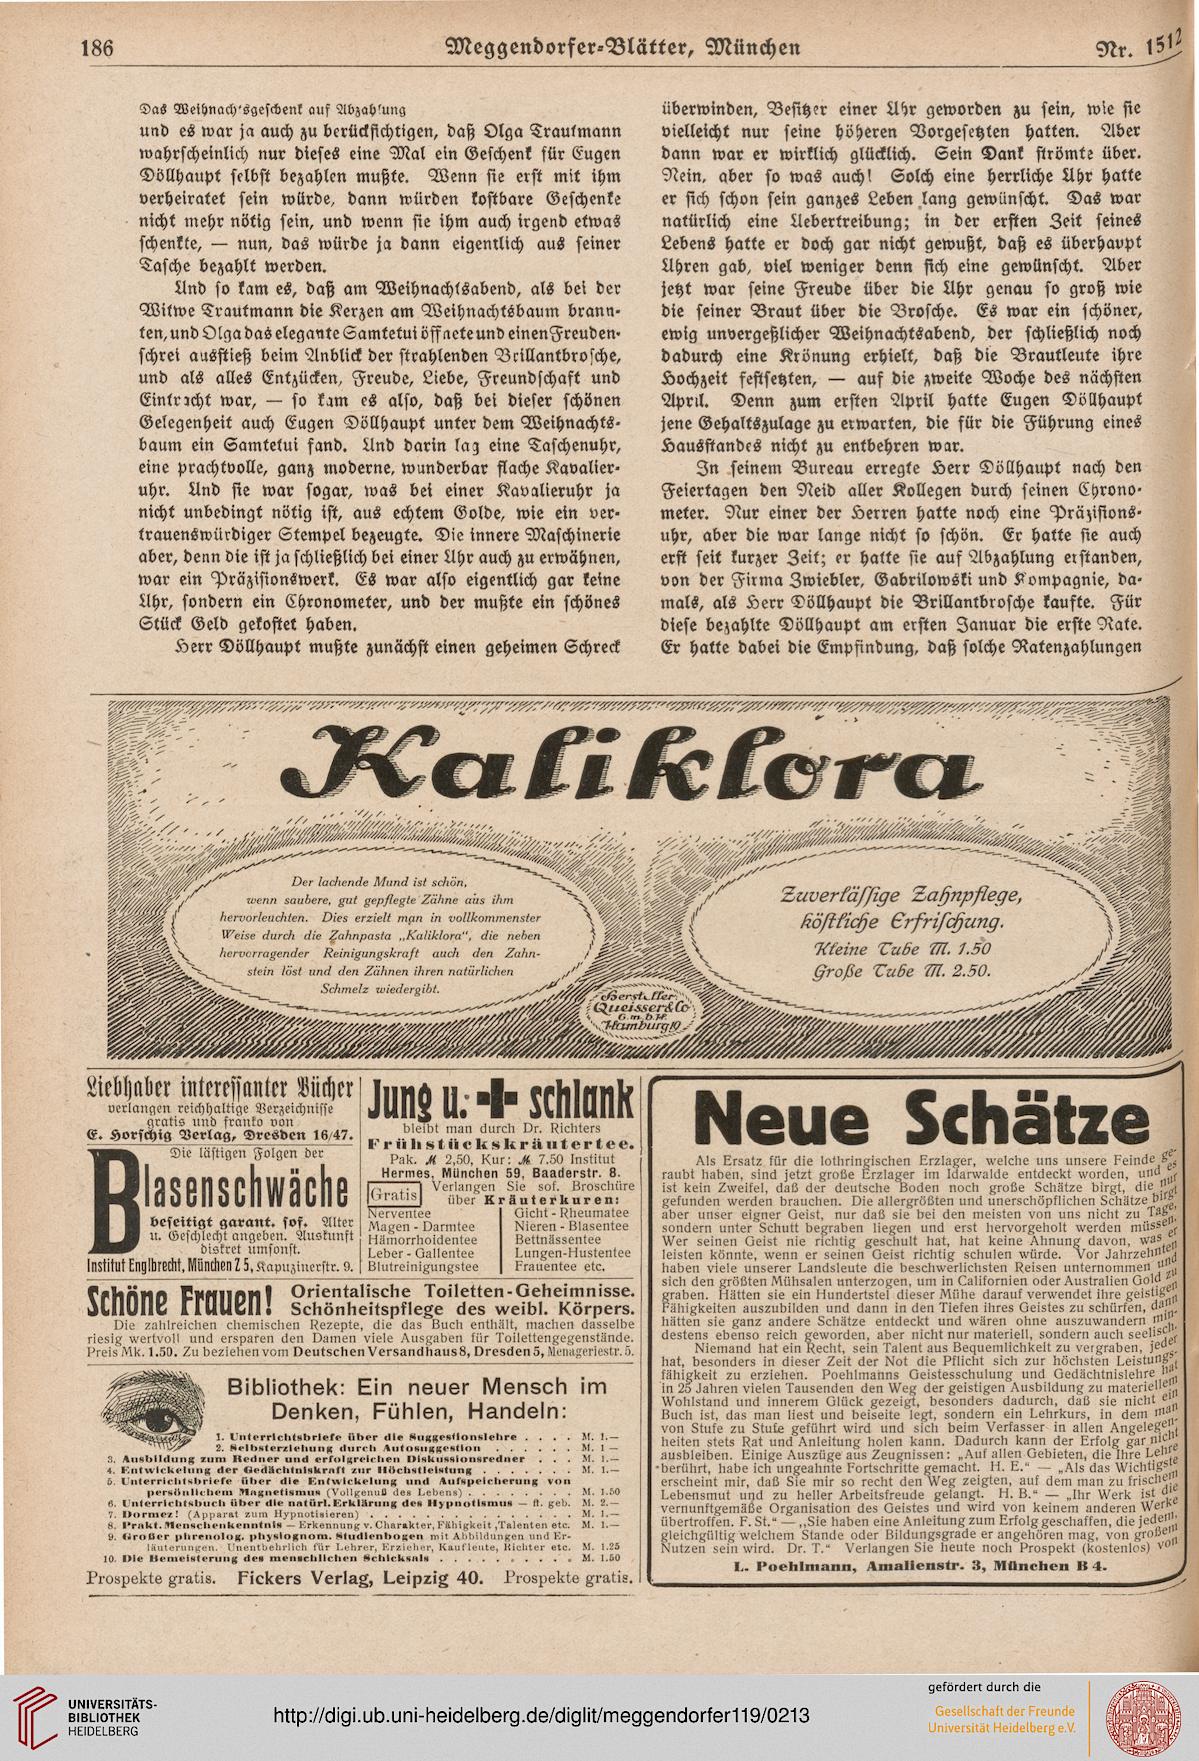 186
Meggendorfer-Blätter, München
Nr. 1512
Das Weihnachtsgeschenk auf Abzahlung
und es war ja auch zu berücksichtigen, daß Olga Trautmann
wahrscheinlich nur dieses eine Mal ein Geschenk für Eugen
Döllhaupt selbst bezahlen mußte. Wenn sie erst mit ihm
verheiratet sein würde, dann würden kostbare Geschenke
nicht mehr nötig sein, und wenn sie ihm auch irgend etwas
schenkte, — nun, das würde ja dann eigentlich aus seiner
Tasche bezahlt werden.
Und so kam es, daß am Weihnachtsabend, als bei der
Witwe Trautmann die Kerzen am Weihnachtsbaum brann-
ten, und Olga das elegante Samtetui öffnete und einen Freuden-
schrei ausstieß beim Anblick der strahlenden Brillantbrosche,
und als alles Entzücken, Freude, Liebe, Freundschaft und
Eintracht war, — so kam es also, daß bei dieser schönen
Gelegenheit auch Eugen Döllhaupt unter dem Weihnachts-
baum ein Samtetui fand. Und darin lag eine Taschenuhr,
eine prachtvolle, ganz moderne, wunderbar flache Kavalier-
uhr. Und sie war sogar, was bei einer Kavalieruhr ja
nicht unbedingt nötig ist, aus echtem Golde, wie ein ver-
trauenswürdiger Stempel bezeugte. Die innere Maschinerie
aber, denn die ist ja schließlich bei einer Uhr auch zu erwähnen,
war ein Präzisionswerk. Es war also eigentlich gar keine
Uhr, sondern ein Chronometer, und der mußte ein schönes
Stück Geld gekostet haben.
Herr Döllhaupt mußte zunächst einen geheimen Schreck
überwinden, Besitzer einer Uhr geworden zu sein, wie sie
vielleicht nur seine höheren Vorgesetzten hatten. Aber
dann war er wirklich glücklich. Sein Dank strömte über.
Nein, aber so was auch! Solch eine herrliche Uhr hatte
er sich schon sein ganzes Leben lang gewünscht. Das war
natürlich eine Uebertreibung; in der ersten Zeit seines
Lebens hatte er doch gar nicht gewußt, daß es überhaupt
Uhren gab, viel weniger denn sich eine gewünscht. Aber
jetzt war seine Freude über die Uhr genau so groß wie
die seiner Braut über die Brosche. Es war ein schöner,
ewig unvergeßlicher Weihnachtsabend, der schließlich noch
dadurch eine Krönung erhielt, daß die Brautleute ihre
Hochzeit festsetzten, — auf die zweite Woche des nächsten
April. Denn zum ersten April hatte Eugen Döllhaupt
jene Gehaltszulage zu erwarten, die für die Führung eines
Hausstandes nicht zu entbehren war.
In seinem Bureau erregte Herr Döllhaupt nach den
Feiertagen den Neid aller Kollegen durch seinen Chrono-
meter. Nur einer der Herren hatte noch eine Präzisions-
uhr, aber die war lange nicht so schön. Er hatte sie auch
erst seit kurzer Zeit; er hatte sie auf Abzahlung erstanden,
von der Firma Zwiebler, Gabrilowski und Kompagnie, da-
mals, als Herr Döllhaupt die Brillantbrosche kaufte. Für
diese bezahlte Döllhaupt am ersten Januar die erste Rate.
Er hatte dabei die Empfindung, daß solche Ratenzahlungen
Kaliklora
Der lachende Mund ist schön,
wenn saubere, gut gepflegte Zähne aus ihm
hervorleuchten. Dies erzielt man in vollkommenster
Weise durch die Zahnpasta „Kaliklora", die neben
hervorragender Reinigungskraft auch den Zahn-
stein löst und den Zähnen ihren natürlichen
Schmelz wiedergibt.
Zuverlässige Zahnpflege,
köstliche Erfrischung.
Kleine Tube M. 1.50
Große Tube M. 2.50.
Hersteller
Queisser & Co
G.m.b.H.
Hamburg 19
Liebhaber interessanter Bücher
verlangen reichhaltige Verzeichnisse
gratis und franko von
E. Horschig Verlag, Dresden 16/47.
Die lästigen Folgen der
Blasenschwäche
beseitigt garant. sof. Alter
u. Geschlecht angeben. Auskunft
diskret umsonst.
Institut Englbrecht, München Z 5, Kapuzinerstr. 9.
Jung u. schlank
bleibt man durch Dr. Richters
Frühstückskräutertee.
Pak. M 2,50, Kur: M 7.50 Institut
Hermes, München 59, Baaderstr. 8.
Gratis Verlangen Sie sof. Broschüre
über Kräuterkuren:
Nerventee
Magen-Darmtee
Hämorrhoidentee
Leber-Gallentee
Blutreinigungstee
Gicht-Rheumatee
Nieren-Blasentee
Bettnässentee
Lungen-Hustentee
Frauentee etc.
Schöne Frauen!
Orientalische Toiletten-Geheimnisse.
Schönheitspflege des weibl. Körpers.
Die zahlreichen chemischen Rezepte, die das Buch enthält, machen dasselbe
riesig wertvoll und ersparen den Damen viele Ausgaben für Toilettengegenstände.
Preis Mk. 1.50. Zu beziehen vom Deutschen Versandhaus 8, Dresden 5, Menageriestr. 5.
Bibliothek: Ein neuer Mensch im
Denken, Fühlen, Handeln:
1. Unterrichtsbriefe über die Suggestionslehre . . . . M. 1.—
2. Selbsterziehung durch Autosuggestion . . . . . . M. 1 —
3. Ausbildung zum Redner und erfolgreichen Diskussionsredner . . . M. 1.—
4. Entwickelung der Gedächtniskraft zur Höchstleistung . . . . . . . M. 1.—
5. Unterrichtsbriefe über die Entwickelung und Aufspeicherung von
persönlichem Magnetismus (Vollgenuß des Lebens) . . . . . . . . M. 1.50
6. Unterrichtsbuch über die natürl. Erklärung des Hypnotismus — ft. geb. M. 2.—
7. Dormez! (Apparat zum Hypnotisieren) . . . . . . . . . . . . . . M. 1.—
8. Prakt. Menschenkenntnis — Erkennung v. Charakter, Fähigkeit, Talenten etc. M. 1.—
9. Großer phrenolog. physiognom. Studienbogen mit Abbildungen und Er-
läuterungen. Unentbehrlich für Lehrer, Erzieher, Kaufleute, Richter etc. M. 1.25
10. Die Bemeisterung des menschlichen Schicksals . . . . . . . . . M. 1.50
Prospekte gratis. Fickers Verlag, Leipzig 40. Prospekte gratis.
Neue Schätze
Als Ersatz für die lothringischen Erzlager, welche uns unsere Feinde ge-
raubt haben, sind jetzt große Erzlager im Idarwalde entdeckt worden, und es
ist kein Zweifel, daß der deutsche Boden noch große Schätze birgt, die nur
gefunden werden brauchen. Die allergrößten und unerschöpflichen Schätze birgt
aber unser eigner Geist, nur daß sie bei den meisten von uns nicht zu Tage,
sondern unter Schutt begraben liegen und erst hervorgeholt werden müssen.
Wer seinen Geist nie richtig geschult hat, hat keine Ahnung davon, was er
leisten könnte, wenn er seinen Geist richtig schulen würde. Vor Jahrzehnten
haben viele unserer Landsleute die beschwerlichsten Reisen unternommen und
sich den größten Mühsalen unterzogen, um in Californien oder Australien Gold zu
graben. Hätten sie ein Hundertstel dieser Mühe darauf verwendet ihre geistigen
Fähigkeiten auszubilden und dann in den Tiefen ihres Geistes zu schürfen, dann
hätten sie ganz andere Schätze entdeckt und wären ohne auszuwandern min-
destens ebenso reich geworden, aber nicht nur materiell, sondern auch seelisch.
Niemand hat ein Recht, sein Talent aus Bequemlichkeit zu vergraben, jeder
hat, besonders in dieser Zeit der Not die Pflicht sich zur höchsten Leistungs-
fähigkeit zu erziehen. Poehlmanns Geistesschulung und Gedächtnislehre hat
in 25 Jahren vielen Tausenden den Weg der geistigen Ausbildung zu materiellem
Wohlstand und innerem Glück gezeigt, besonders dadurch, daß sie nicht ein
Buch ist, das man liest und beiseite legt, sondern ein Lehrkurs, in dem man
von Stufe zu Stufe geführt wird und sich beim Verfasser in allen Angelegen-
heiten stets Rat und Anleitung holen kann. Dadurch kann der Erfolg gar nicht
ausbleiben. Einige Auszüge aus Zeugnissen: „Auf allen Gebieten, die Ihre Lehre
berührt, habe ich ungeahnte Fortschritte gemacht. H. E." — „Als das Wichtigste
erscheint mir, daß Sie mir so recht den Weg zeigten, auf dem man zu frischem
Lebensmut und zu heller Arbeitsfreude gelangt. H. B." — „Ihr Werk ist die
vernunftgemäße Organisation des Geistes und wird von keinem anderen Werke
übertroffen. F. St." — „Sie haben eine Anleitung zum Erfolg geschaffen, die jedem,
gleichgültig welchem Stande oder Bildungsgrade er angehören mag, von großem
Nutzen sein wird. Dr. T." Verlangen Sie heute noch Prospekt (kostenlos) von
L. Poehlmann, Amalienstr. 3, München B 4.
UNIVERSITÄTS-
BIBLIOTHEK
HEIDELBERG
http://digi.ub.uni-heidelberg.de/diglit/meggendorfer119/0213
gefördert durch die
Gesellschaft der Freunde
Universität Heidelberg e.V.